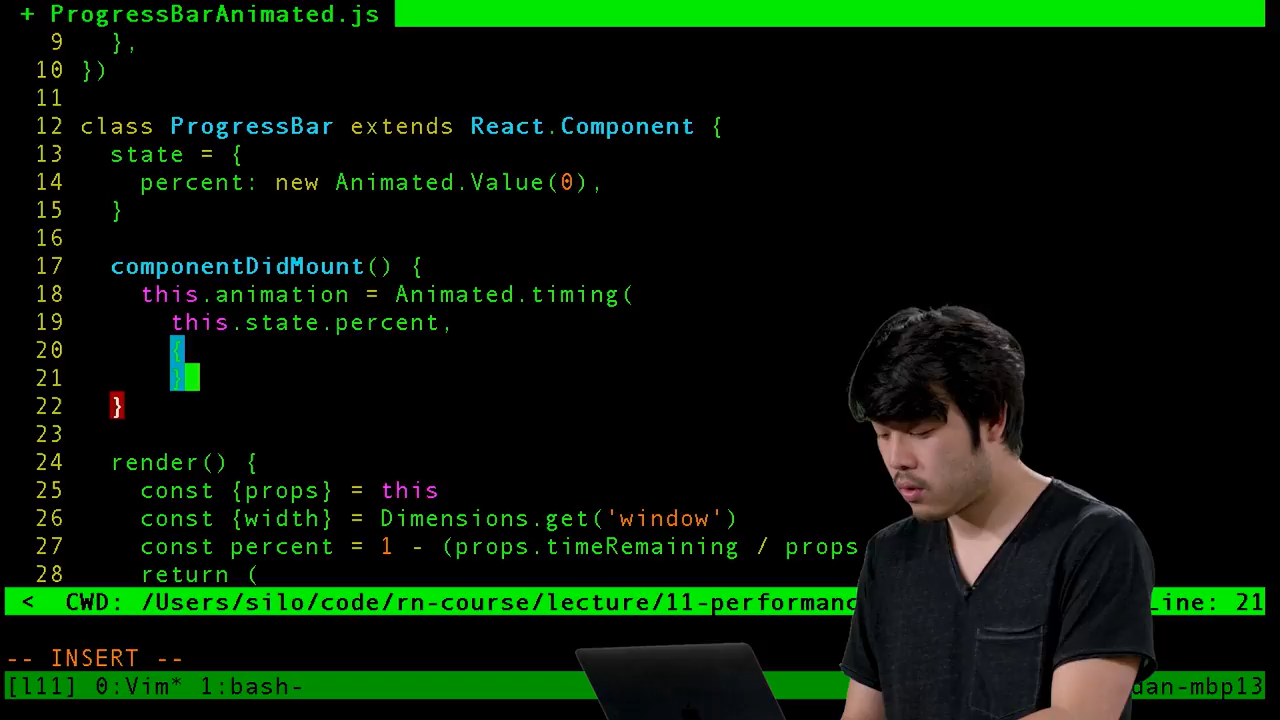 + ProgressBarAnimated.js
9 },
10 })
11
12 class ProgressBar extends React.Component {
13 state = {
14 percent: new Animated.Value(0),
15 }
16
17 componentDidMount() {
18 this.animation = Animated.timing(
19 this.state.percent,
20 {
21 }
22 }
23
24 render() {
25 const {props} = this
26 const {width} = Dimensions.get('window')
27 const percent = 1 - (props.timeRemaining / props
28 return (
< CWD: /Users/silo/code/rn-course/lecture/11-performanc Line: 21
-- INSERT --
[l11] 0:Vim* 1:bash- dan-mbp13